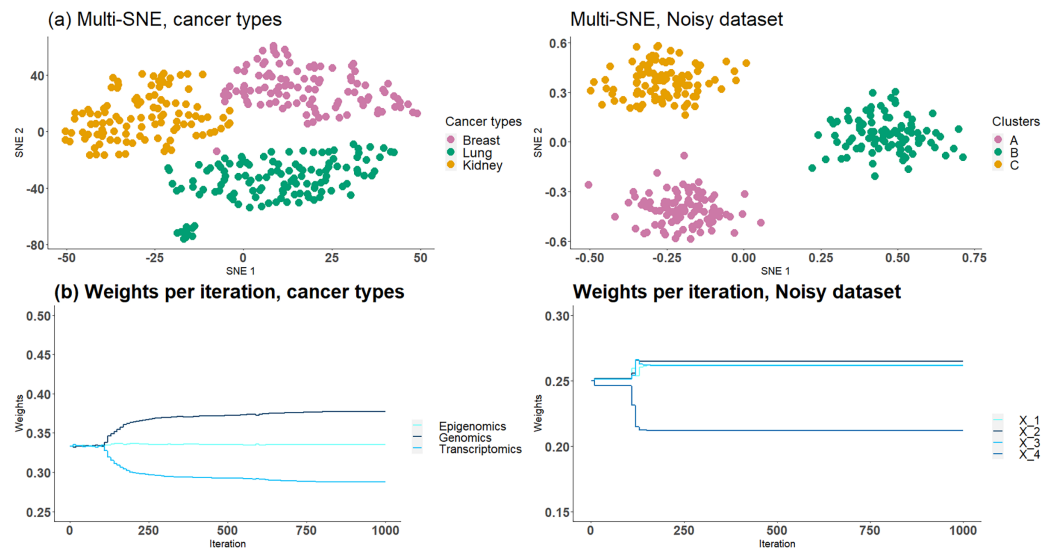 (a) Multi-SNE, cancer types
40
0
-40
-80
SNE 2
-50
-25
0
25
50
SNE 1
Cancer types
Breast
Lung
Kidney
Multi-SNE, Noisy dataset
0.6
0.3
0.0
-0.3
-0.6
SNE 2
-0.50
-0.25
0.00
0.25
0.50
0.75
SNE 1
Clusters
A
B
C
(b) Weights per iteration, cancer types
0.50
0.45
0.40
0.35
0.30
0.25
Weights
0
250
500
750
1000
Iteration
Epigenomics
Genomics
Transcriptomics
Weights per iteration, Noisy dataset
0.30
0.25
0.20
0.15
Weights
0
250
500
750
1000
Iteration
X_1
X_2
X_3
X_4